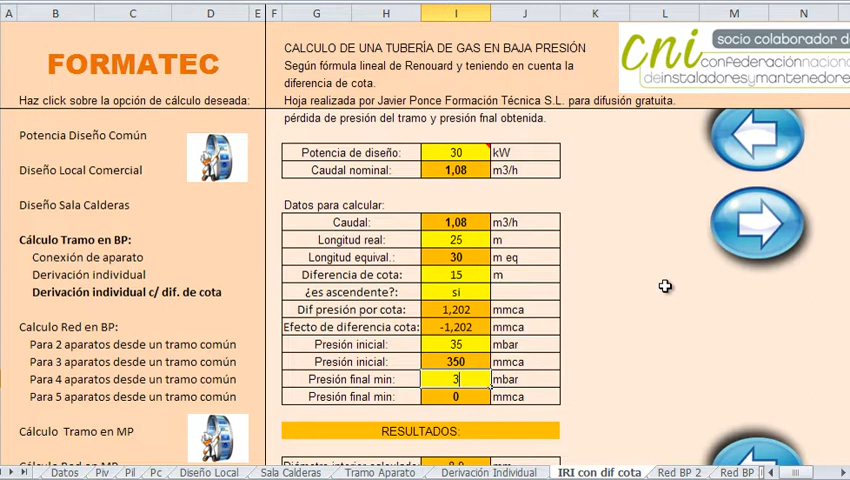 A B C D E F G H I J K L M N
FORMATEC
Haz click sobre la opción de cálculo deseada:
Potencia Diseño Común
Diseño Local Comercial
Diseño Sala Calderas
Cálculo Tramo en BP:
Conexión de aparato
Derivación individual
Derivación individual c/ dif. de cota
Calculo Red en BP:
Para 2 aparatos desde un tramo común
Para 3 aparatos desde un tramo común
Para 4 aparatos desde un tramo común
Para 5 aparatos desde un tramo común
Cálculo Tramo en MP
CALCULO DE UNA TUBERÍA DE GAS EN BAJA PRESIÓN
Según fórmula lineal de Renouard y teniendo en cuenta la
diferencia de cota.
Hoja realizada por Javier Ponce Formación Técnica S.L. para difusión gratuita.
pérdida de presión del tramo y presión fnal obtenida.
cni socio colaborador d
confederaciónnacion
deinstaladoresymantenedore
Potencia de diseño: 30 kW
Caudal nominal: 1,08 m3/h
Datos para calcular:
Caudal: 1,08 m3/h
Longitud real: 25 m
Longitud equival.: 30 m eq
Diferencia de cota: 15 m
¿es ascendente?: si
Dif presión por cota: 1,202 mmca
Efecto de diferencia cota: -1,202 mmca
Presión inicial: 35 mbar
Presión inicial: 350 mmca
Presión final min: 3 mbar
Presión final min: 0 mmca
RESULTADOS:
Datos Piv Pil Pc Diseño Local Sala Calderas Tramo Aparato Derivación Individual IRI con dif cota Red BP 2 Red BP